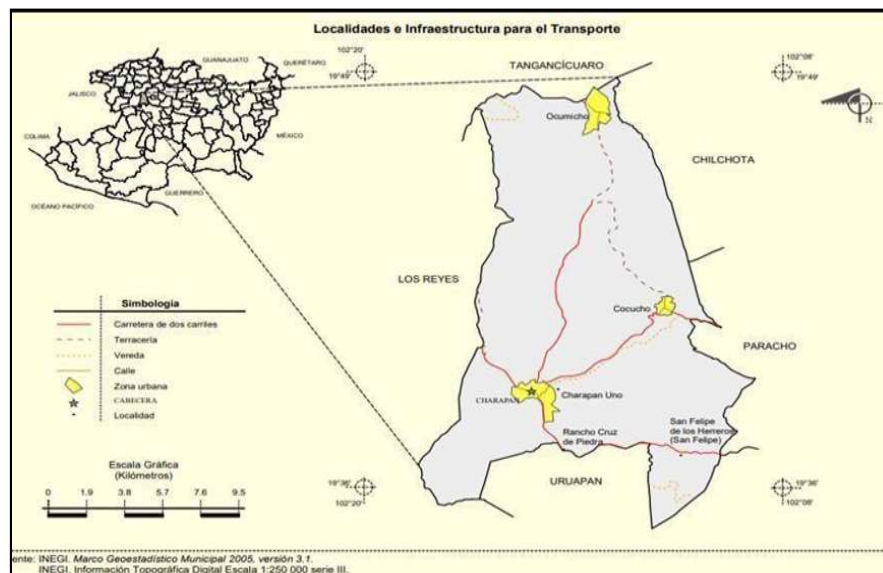 Localidades e Infraestructura para el Transporte
GUANAJUATO
QUERÉTARO
JALISCO
COLIMA
MÉXICO
GUERRERO
OCÉANO PACÍFICO
102°20'
19°49'
TANGANCÍCUARO
102°08'
19°49'
N
Ocumicho
CHILCHOTA
LOS REYES
Cocucho
PARACHO
CHARAPAN
Charapan Uno
Rancho Cruz
de Piedra
San Felipe
de los Herreros
(San Felipe)
URUAPAN
19°36'
102°20'
19°36'
102°08'
Simbología
Carretera de dos carriles
Terracería
Vereda
Calle
Zona urbana
CABECERA
Localidad
Escala Gráfica
(Kilómetros)
0 1.9 3.8 5.7 7.6 9.5
ente: INEGI. Marco Geoestadístico Municipal 2005, versión 3.1.
INEGI. Información Topográfica Digital Escala 1:250 000 serie III.